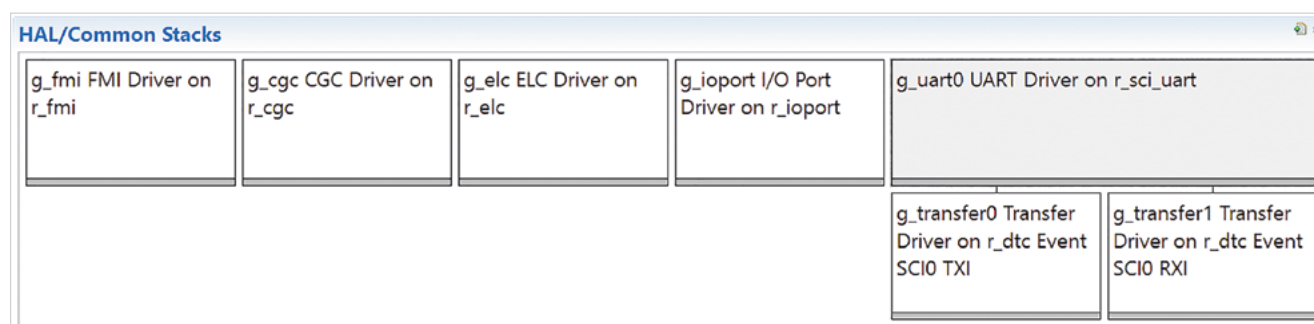 HAL/Common Stacks
g_fmi FMI Driver on
r_fmi
g_cgc CGC Driver on
r_cgc
g_elc ELC Driver on
r_elc
g_ioport I/O Port
Driver on r_ioport
g_uart0 UART Driver on r_sci_uart
g_transfer0 Transfer
Driver on r_dtc Event
SCI0 TXI
g_transfer1 Transfer
Driver on r_dtc Event
SCI0 RXI